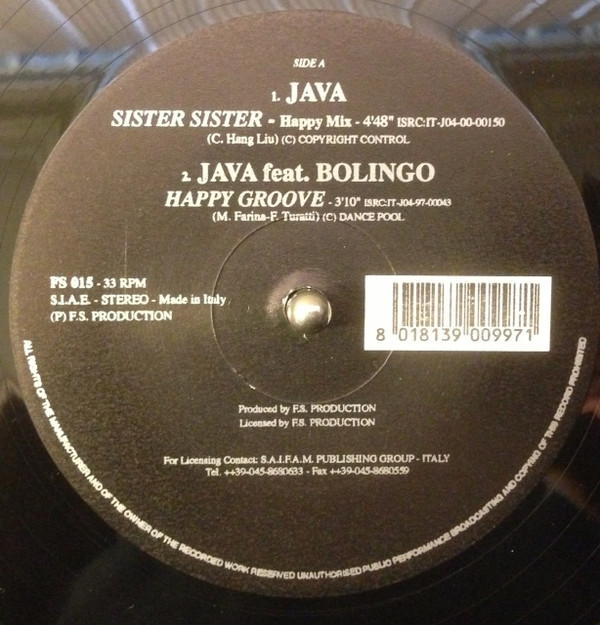 SIDE A
1. JAVA
SISTER SISTER - Happy Mix - 4'48" ISRC:IT-J04-00-00150
(C. Hang Liu) (C) COPYRIGHT CONTROL
2. JAVA feat. BOLINGO
HAPPY GROOVE - 3'10" ISRC:IT-J04-97-00043
(M. Farina-F. Turatti) (C) DANCE POOL
FS 015 - 33 RPM
S.I.A.E. - STEREO - Made in Italy
(P) F.S. PRODUCTION
8 018139 009971
Produced by F.S. PRODUCTION
Licensed by F.S. PRODUCTION
For Licensing Contact: S.A.I.F.A.M. PUBLISHING GROUP - ITALY
Tel. ++39-045-8680633 - Fax ++39-045-8680559
ALL RIGHTS OF THE MANUFACTURER AND OF THE OWNER OF THE RECORDED WORK RESERVED UNAUTHORISED PUBLIC PERFORMANCE BROADCASTING AND COPYING OF THIS RECORD PROHIBITED